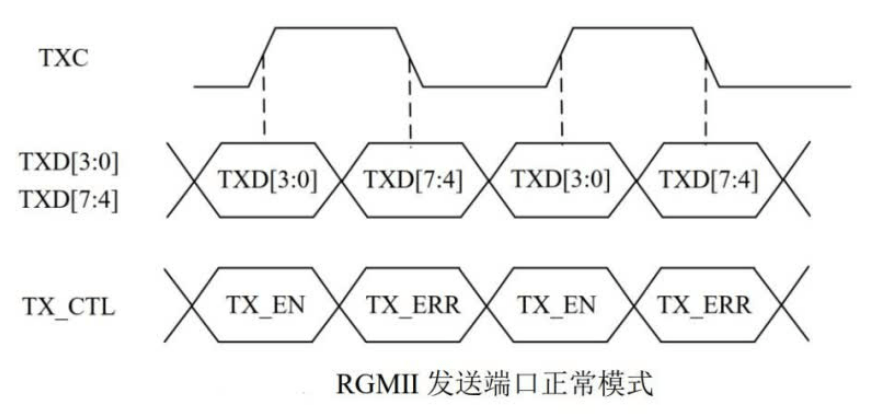 TXC
TXD[3:0]
TXD[7:4]
TXD[3:0] TXD[7:4] TXD[3:0] TXD[7:4]
TX_CTL TX_EN TX_ERR TX_EN TX_ERR
RGMII 发送端口正常模式